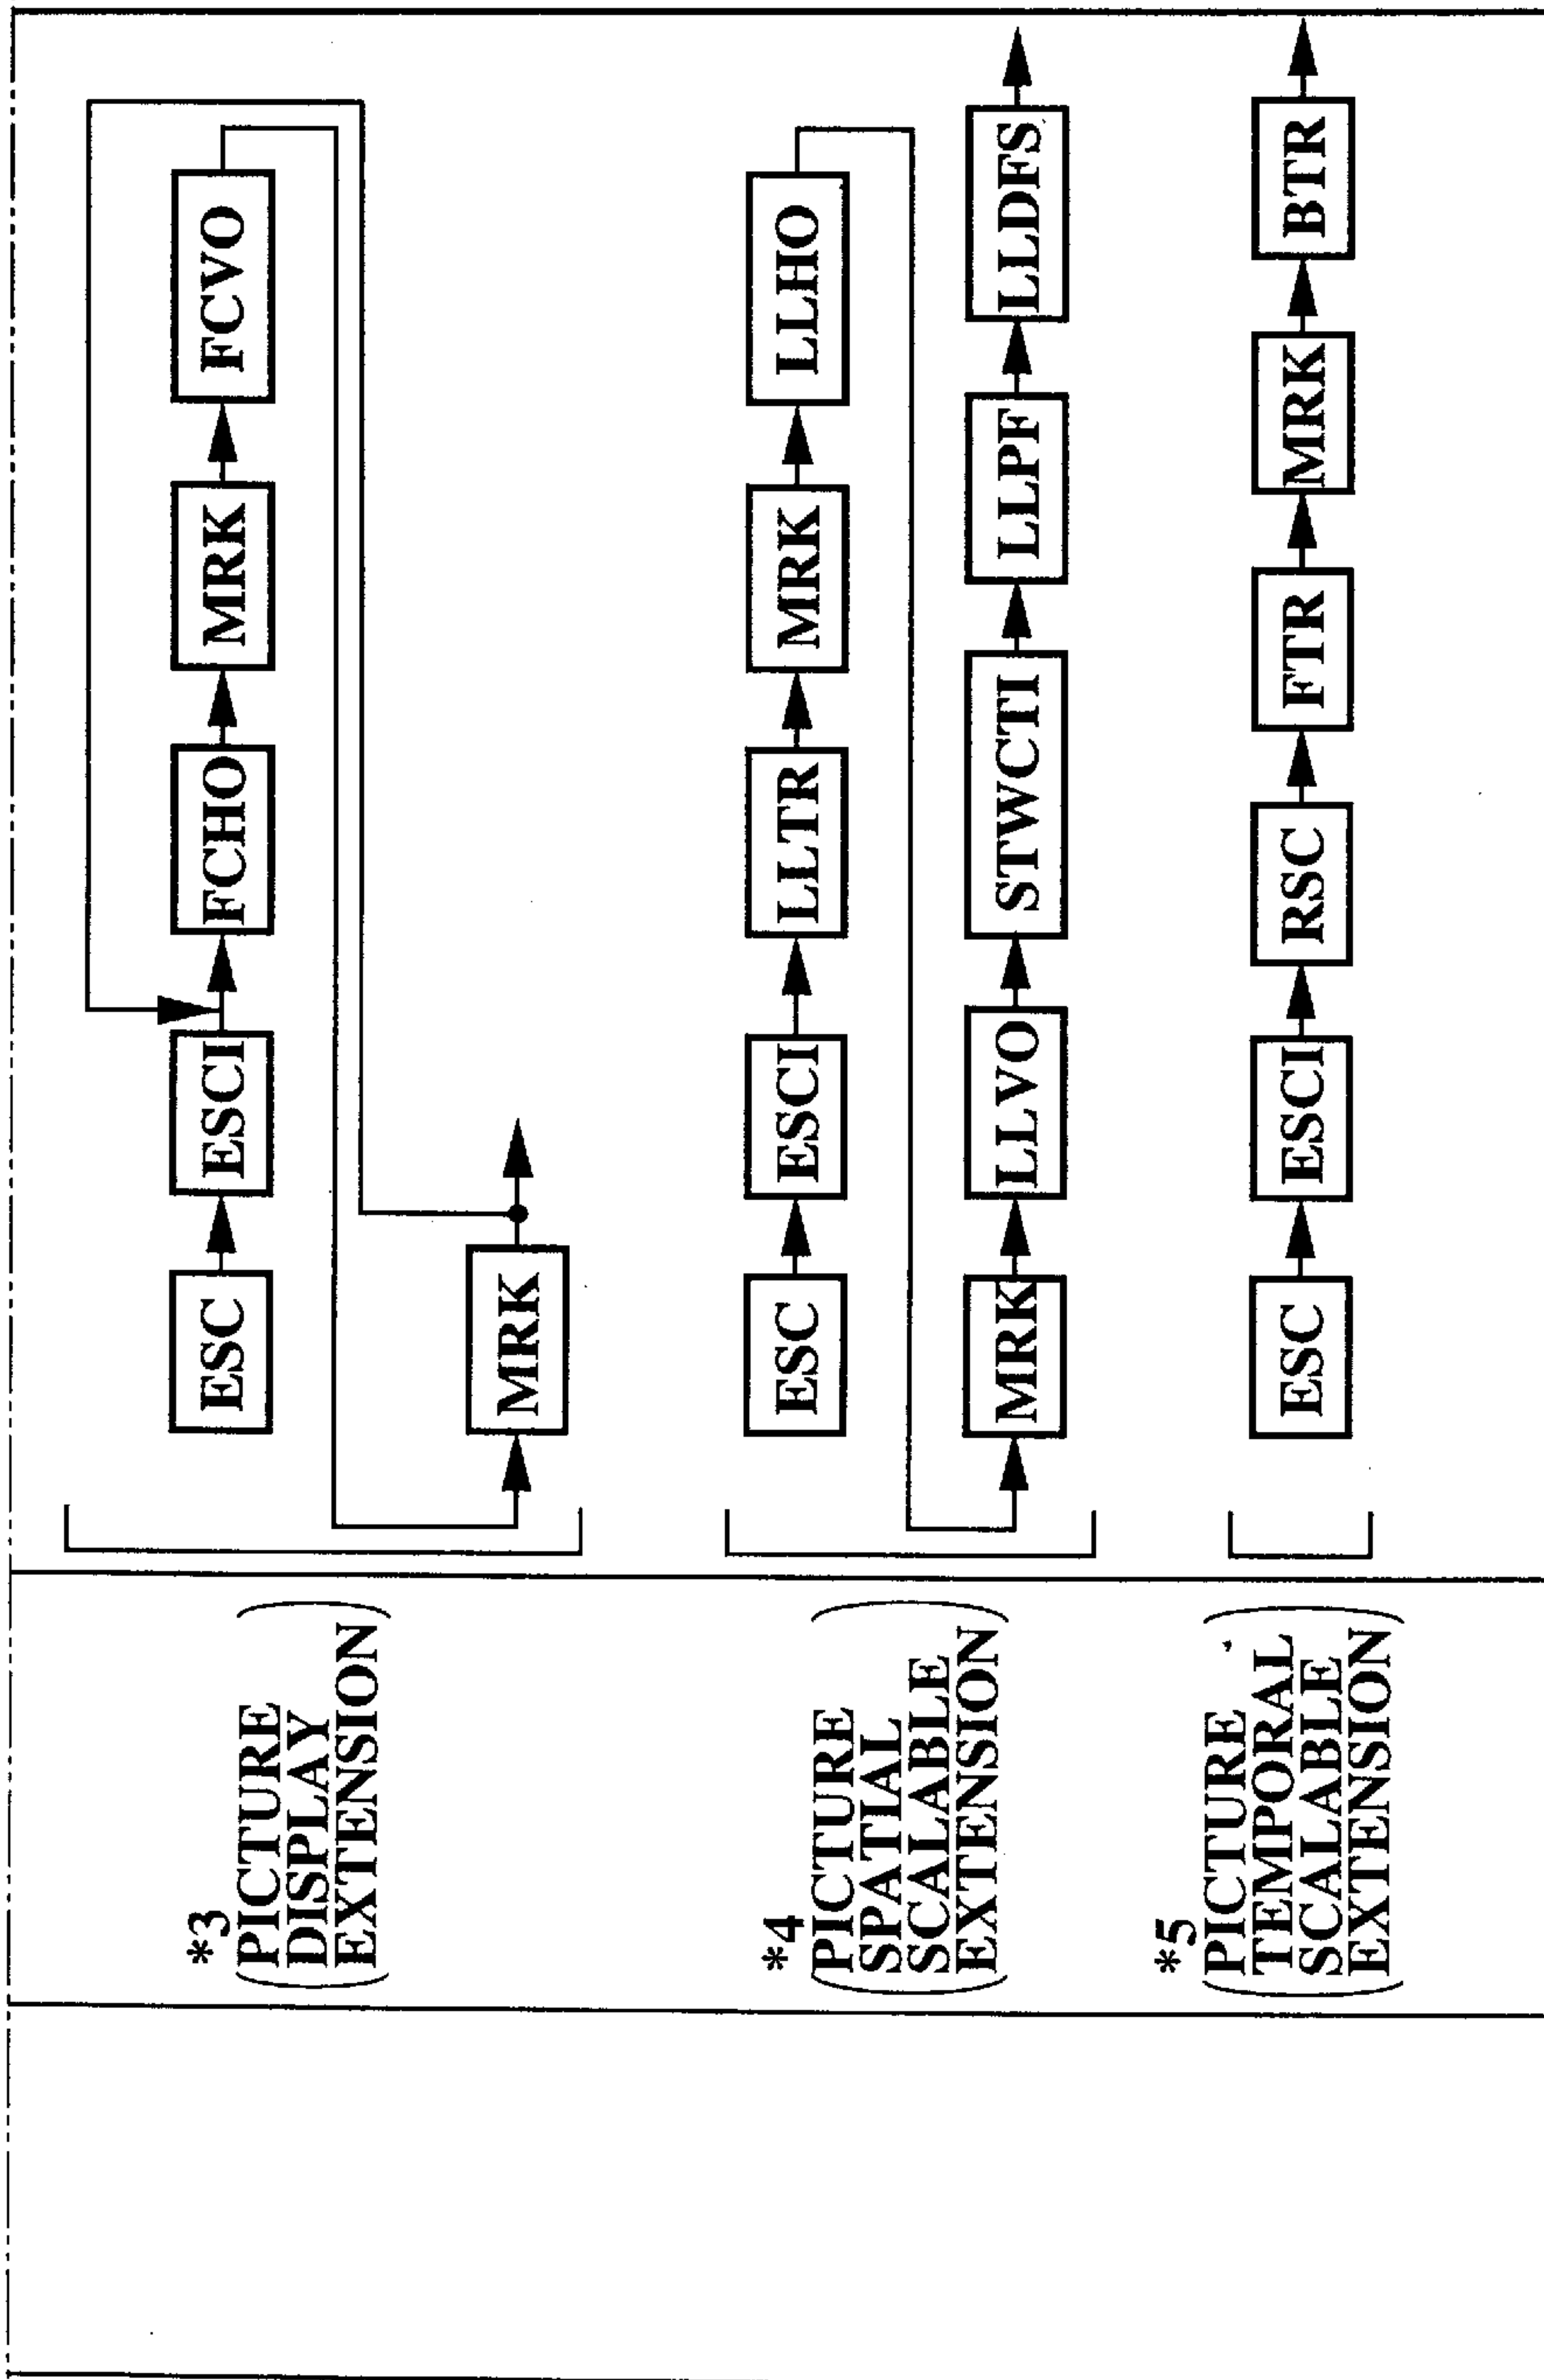 *3
PICTURE
DISPLAY
EXTENSION
ESC ESCI FCHO MRK FCVO
MRK
*4
PICTURE
SPATIAL
SCALABLE
EXTENSION
ESC ESCI LLTR MRK LLHO
MRK LLVO STWCTI LLPF LLDFS
*5
PICTURE
TEMPORAL
SCALABLE
EXTENSION
ESC ESCI RSC FTR MRK BTR